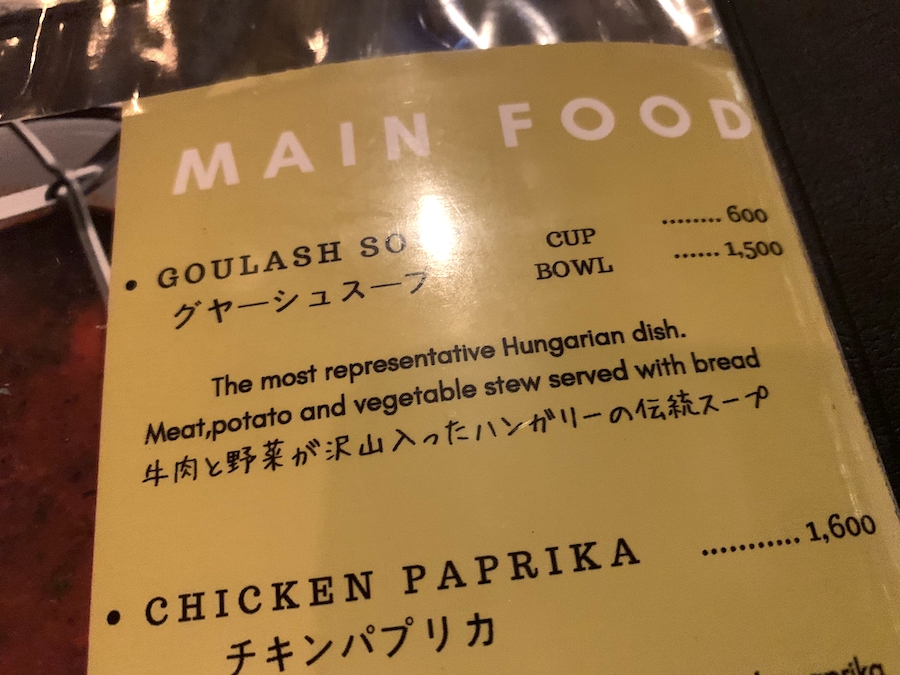 MAIN FOOD
• GOULASH SO
グヤーシュスープ
CUP ........ 600
BOWL ...... 1,500
The most representative Hungarian dish.
Meat,potato and vegetable stew served with bread
牛肉と野菜が沢山入ったハンガリーの伝統スープ
• CHICKEN PAPRIKA ........... 1,600
チキンパプリカ